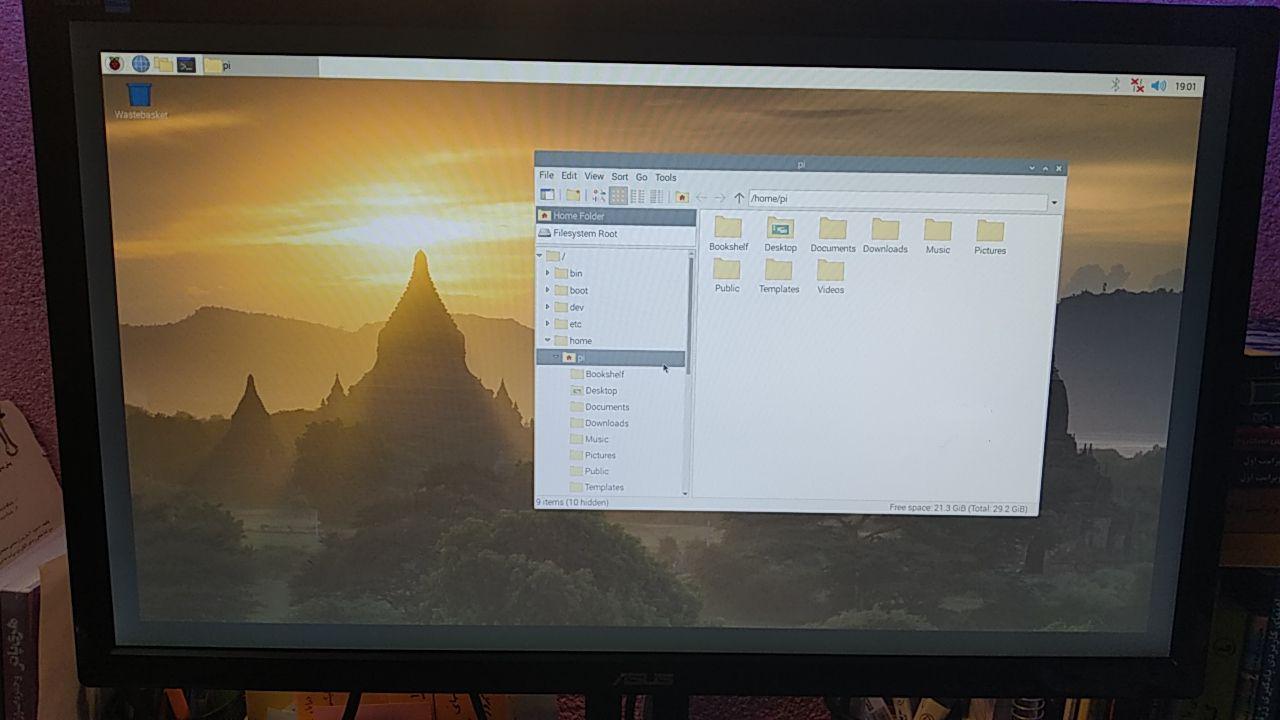 pi
19:01
Wastebasket
pi
File Edit View Sort Go Tools
/home/pi
Home Folder
Filesystem Root
/
bin
boot
dev
etc
home
pi
Bookshelf
Desktop
Documents
Downloads
Music
Pictures
Public
Templates
Bookshelf Desktop Documents Downloads Music Pictures
Public Templates Videos
9 items (10 hidden)
Free space: 21.3 GiB (Total: 29.2 GiB)
ASUS